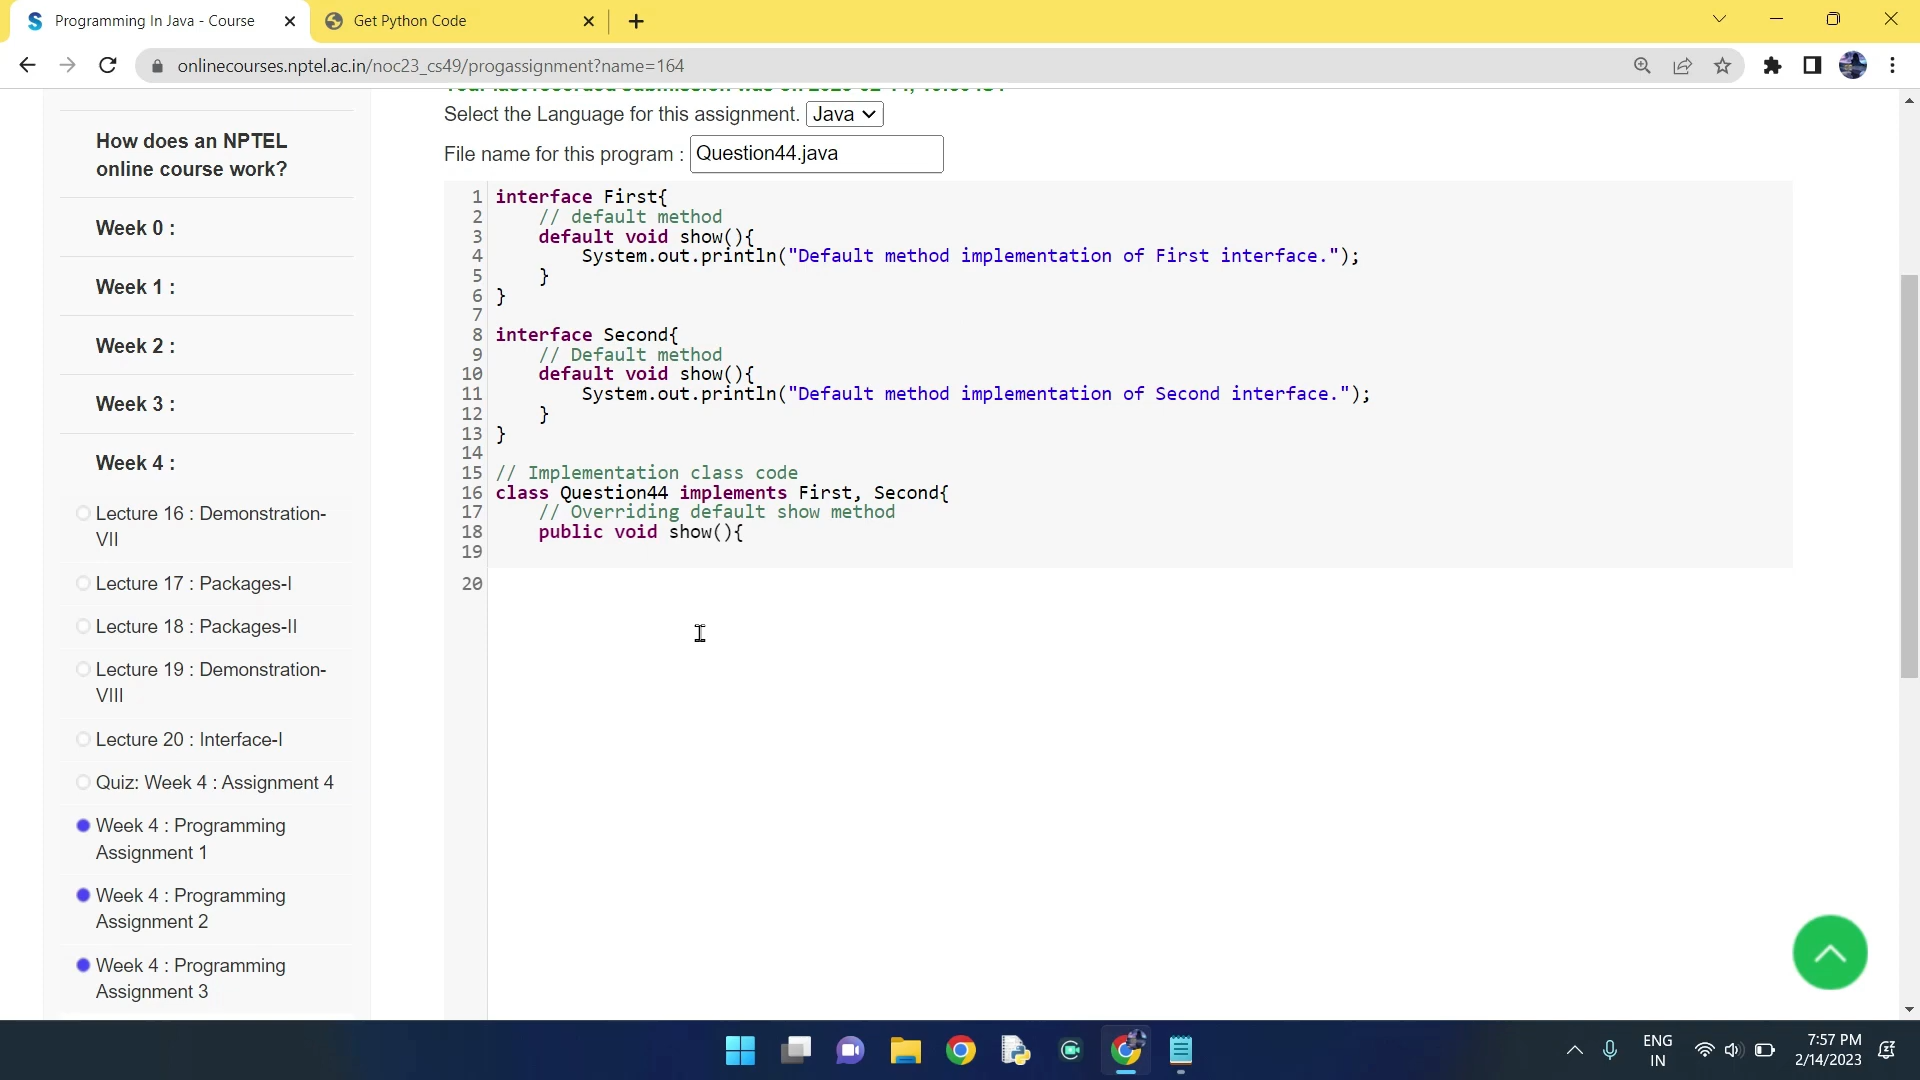 Programming In Java - Course
Get Python Code
onlinecourses.nptel.ac.in/noc23_cs49/progassignment?name=164
How does an NPTEL
online course work?
Week 0 :
Week 1 :
Week 2 :
Week 3 :
Week 4 :
Lecture 16 : Demonstration-
VII
Lecture 17 : Packages-I
Lecture 18 : Packages-II
Lecture 19 : Demonstration-
VIII
Lecture 20 : Interface-I
Quiz: Week 4 : Assignment 4
Week 4 : Programming
Assignment 1
Week 4 : Programming
Assignment 2
Week 4 : Programming
Assignment 3
Select the Language for this assignment. Java
File name for this program : Question44.java
1 interface First{
2 // default method
3 default void show(){
4 System.out.println("Default method implementation of First interface.");
5 }
6 }
7
8 interface Second{
9 // Default method
10 default void show(){
11 System.out.println("Default method implementation of Second interface.");
12 }
13 }
14
15 // Implementation class code
16 class Question44 implements First, Second{
17 // Overriding default show method
18 public void show(){
19
20
ENG
IN
7:57 PM
2/14/2023